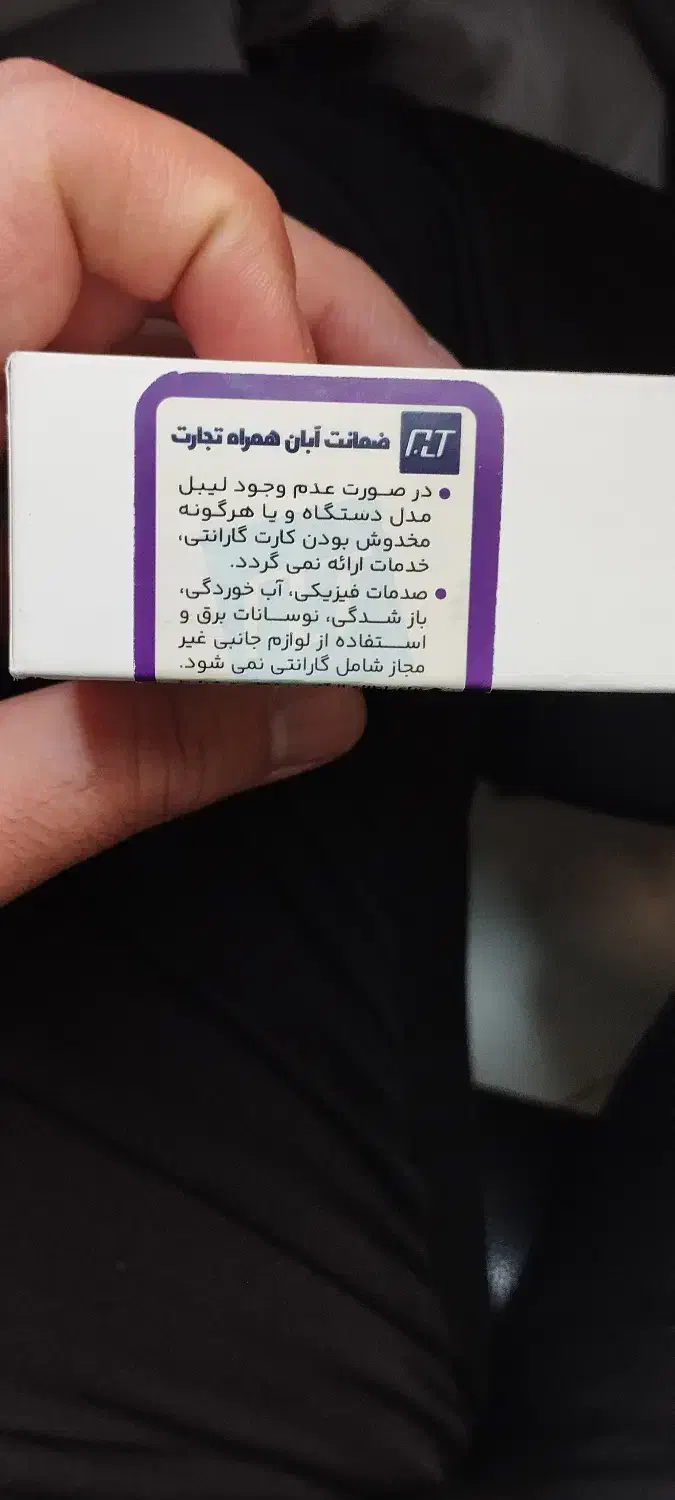 ضمانت آبان همراه تجارت
AHT
● در صورت عدم وجود لیبل
مدل دستگاه و یا هرگونه
مخدوش بودن کارت گارانتی،
خدمات ارائه نمی گردد.
● صدمات فیزیکی، آب خوردگی،
باز شدگی، نوسانات برق و
استفاده از لوازم جانبی غیر
مجاز شامل گارانتی نمی شود.